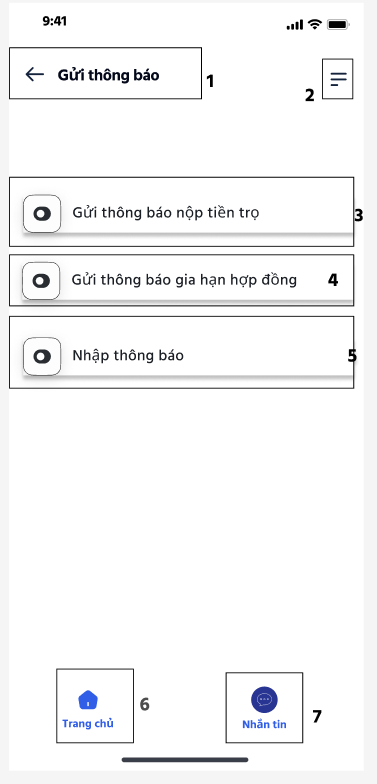 9:41
Gửi thông báo
1
2
Gửi thông báo nộp tiền trọ
3
Gửi thông báo gia hạn hợp đồng
4
Nhập thông báo
5
Trang chủ
6
Nhắn tin
7